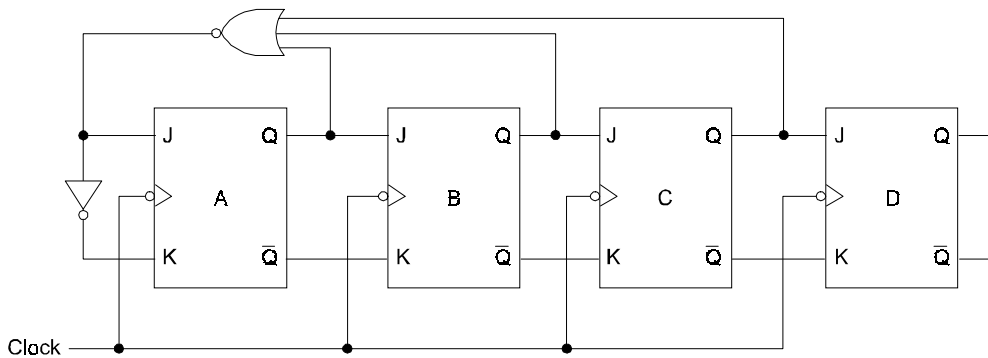 J Q J Q J Q J Q
A B C D
K Q̅ K Q̅ K Q̅ K Q̅
Clock